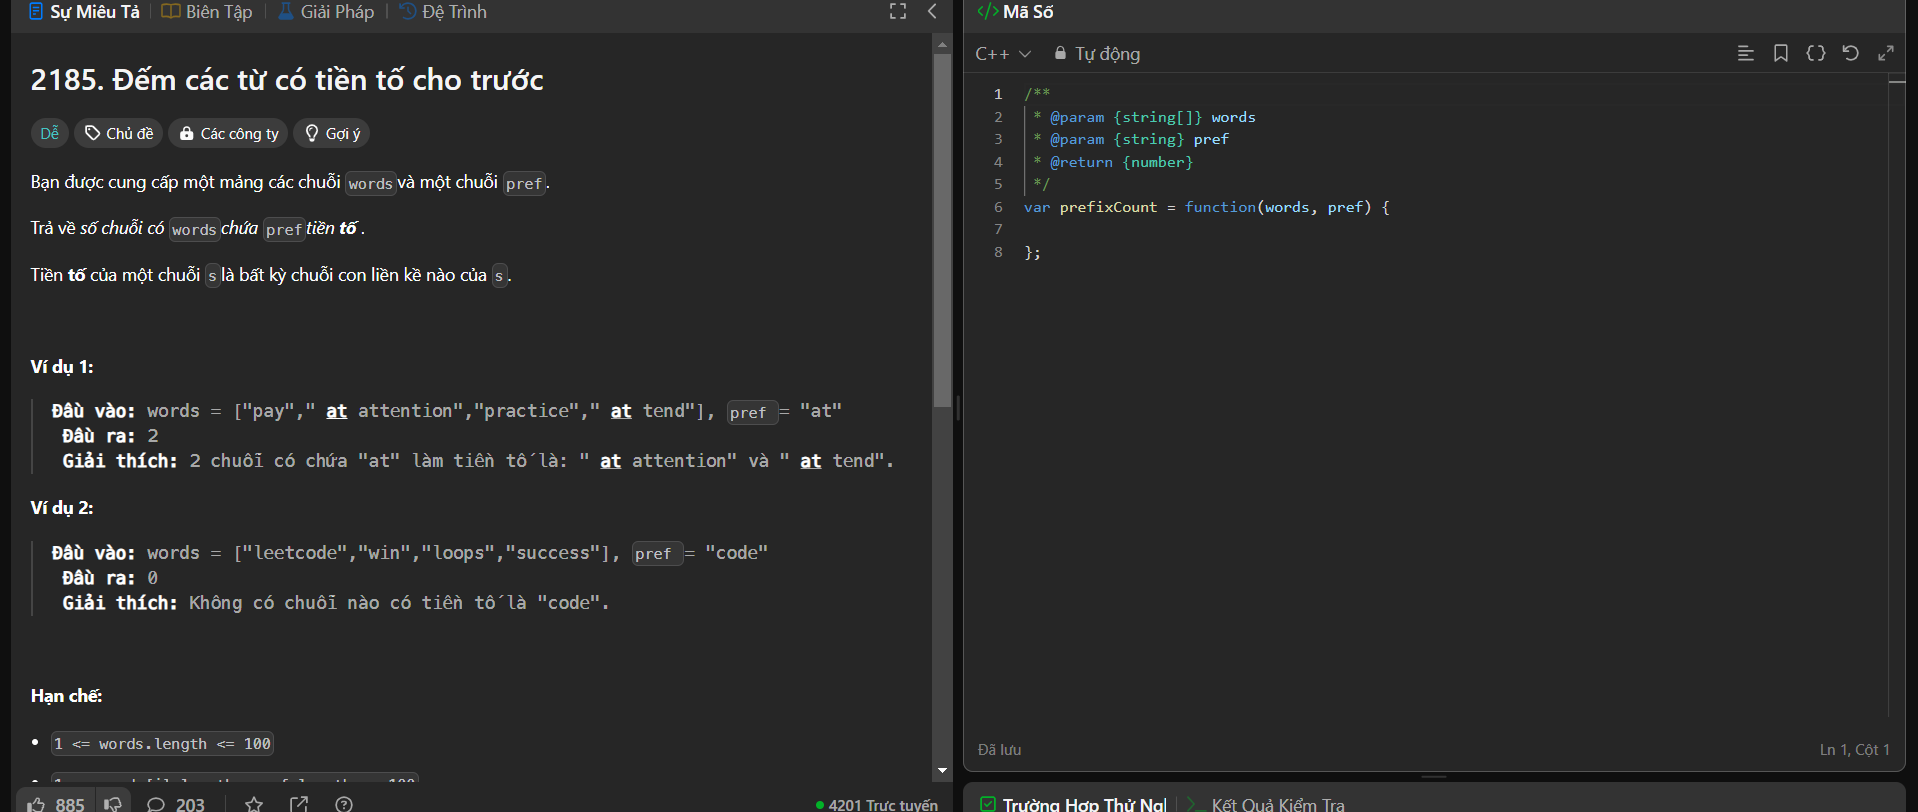 Sự Miêu Tả Biên Tập Giải Pháp Đệ Trình
2185. Đếm các từ có tiền tố cho trước
Dễ Chủ đề Các công ty Gợi ý
Bạn được cung cấp một mảng các chuỗi words và một chuỗi pref.
Trả về số chuỗi có words chứa pref tiền tố .
Tiền tố của một chuỗi s là bất kỳ chuỗi con liền kề nào của s.
Ví dụ 1:
Đầu vào: words = ["pay"," at attention","practice"," at tend"], pref = "at"
Đầu ra: 2
Giải thích: 2 chuỗi có chứa "at" làm tiền tố là: " at attention" và " at tend".
Ví dụ 2:
Đầu vào: words = ["leetcode","win","loops","success"], pref = "code"
Đầu ra: 0
Giải thích: Không có chuỗi nào có tiền tố là "code".
Hạn chế:
1 <= words.length <= 100
885 203 4201 Trực tuyến
</> Mã Số
C++ Tự động
1 /**
2 * @param {string[]} words
3 * @param {string} pref
4 * @return {number}
5 */
6 var prefixCount = function(words, pref) {
7
8 };
Đã lưu Ln 1, Cột 1
Trường Hợp Thử Kết Quả Kiểm Tra